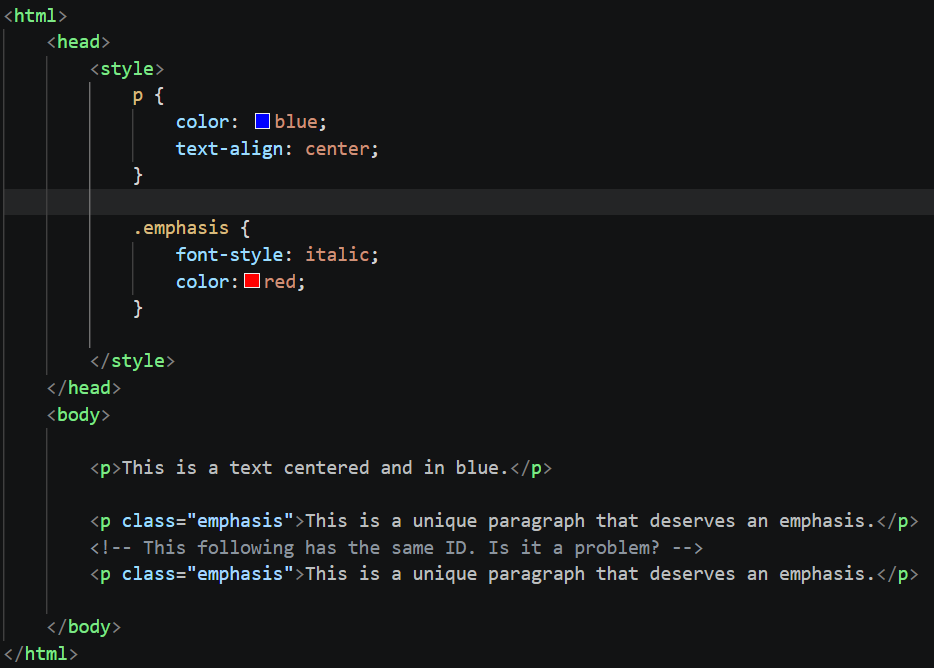 <html>
<head>
<style>
p {
color: blue;
text-align: center;
}
.emphasis {
font-style: italic;
color: red;
}
</style>
</head>
<body>
<p>This is a text centered and in blue.</p>
<p class="emphasis">This is a unique paragraph that deserves an emphasis.</p>
<!-- This following has the same ID. Is it a problem? -->
<p class="emphasis">This is a unique paragraph that deserves an emphasis.</p>
</body>
</html>